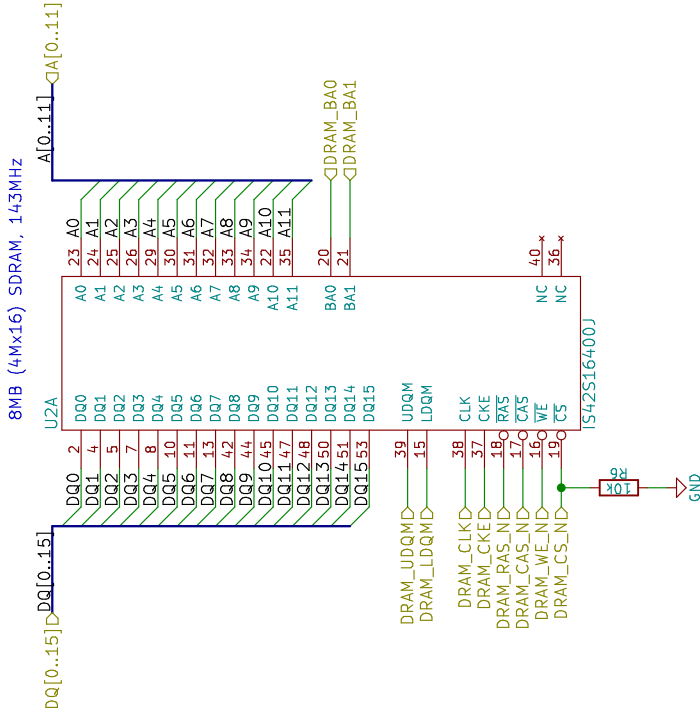 8MB (4Mx16) SDRAM, 143MHz
U2A
IS42S16400J
A[0..11]
A[0..11]
A0
A1
A2
A3
A4
A5
A6
A7
A8
A9
A10
A11
23
24
25
26
29
30
31
32
33
34
22
35
A0
A1
A2
A3
A4
A5
A6
A7
A8
A9
A10
A11
DRAM_BA0
DRAM_BA1
20
21
BA0
BA1
40
36
NC
NC
DQ0
DQ1
DQ2
DQ3
DQ4
DQ5
DQ6
DQ7
DQ8
DQ9
DQ10
DQ11
DQ12
DQ13
DQ14
DQ15
2
4
5
7
8
10
11
13
42
44
45
47
48
50
51
53
DQ0
DQ1
DQ2
DQ3
DQ4
DQ5
DQ6
DQ7
DQ8
DQ9
DQ10
DQ11
DQ12
DQ13
DQ14
DQ15
DQ[0..15]
DQ[0..15]
UDQM
LDQM
39
15
DRAM_UDQM
DRAM_LDQM
CLK
CKE
RAS
CAS
WE
CS
38
37
18
17
16
19
DRAM_CLK
DRAM_CKE
DRAM_RAS_N
DRAM_CAS_N
DRAM_WE_N
DRAM_CS_N
R6
10k
GND